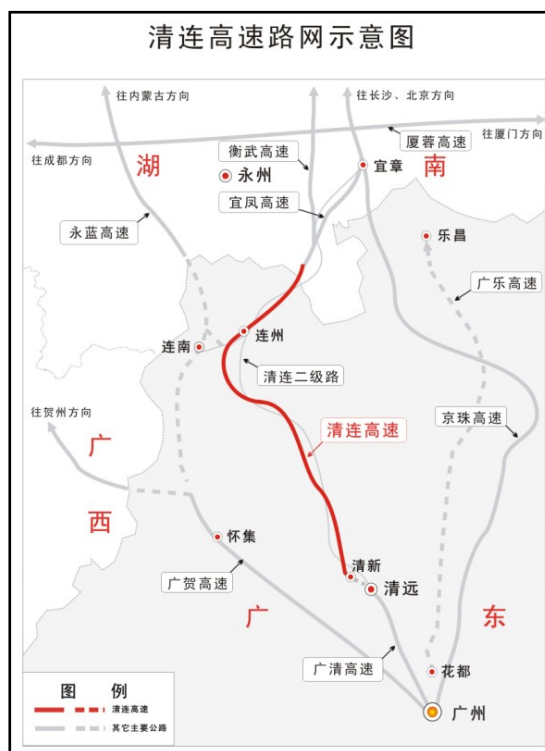 清连高速路网示意图
往内蒙古方向
往长沙、北京方向
厦蓉高速
往厦门方向
往成都方向
湖
衡武高速
南
永州
宜章
宜凤高速
永蓝高速
乐昌
广乐高速
连州
连南
清连二级路
往贺州方向
清连高速
京珠高速
广
西
怀集
清新
清远
广贺高速
广
东
广清高速
花都
广州
图 例
清连高速
其它主要公路